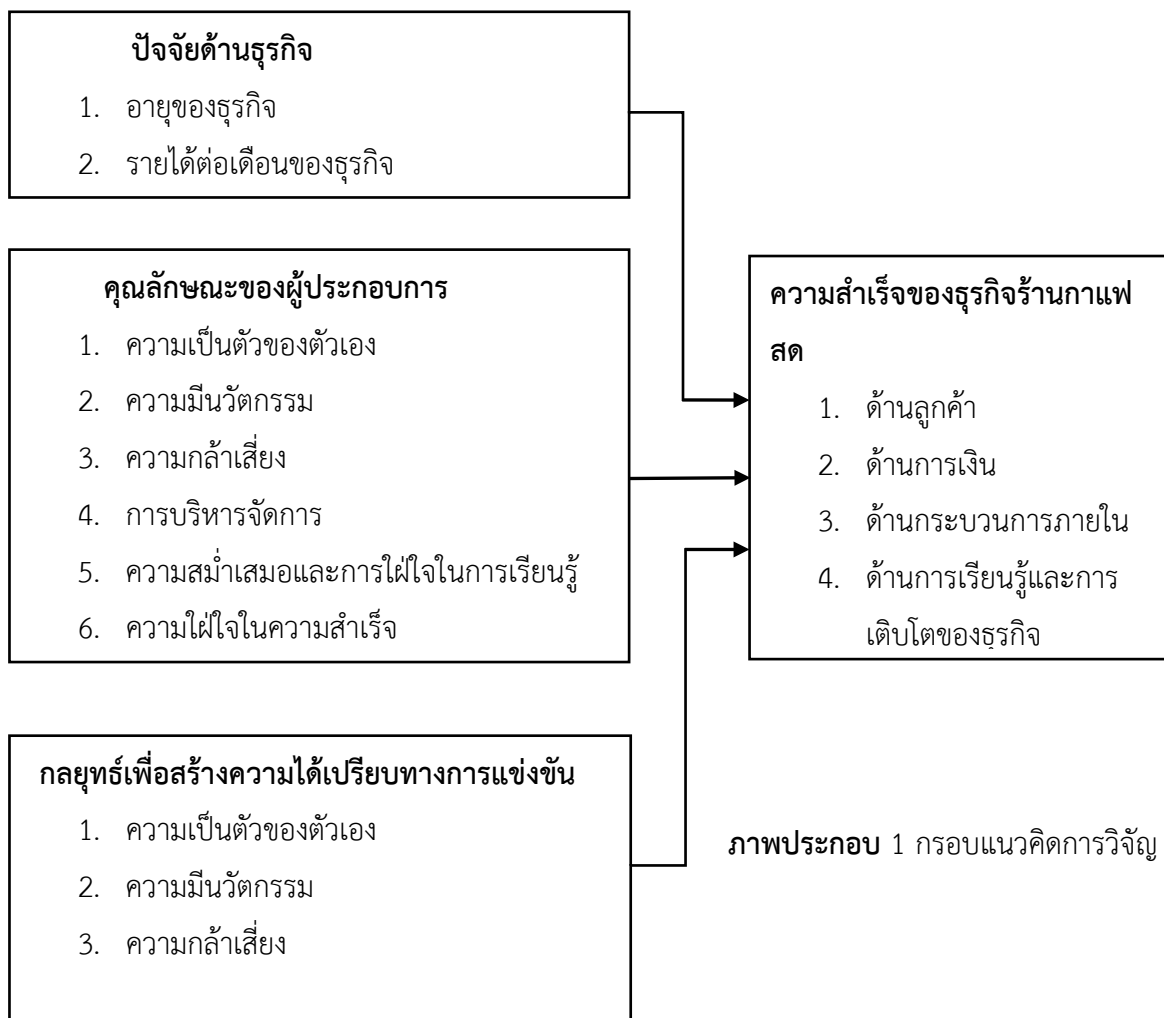 ปัจจัยด้านธุรกิจ
1. อายุของธุรกิจ
2. รายได้ต่อเดือนของธุรกิจ
คุณลักษณะของผู้ประกอบการ
1. ความเป็นตัวของตัวเอง
2. ความมีนวัตกรรม
3. ความกล้าเสี่ยง
4. การบริหารจัดการ
5. ความสม่ำเสมอและการใฝ่ใจในการเรียนรู้
6. ความใฝ่ใจในความสำเร็จ
กลยุทธ์เพื่อสร้างความได้เปรียบทางการแข่งขัน
1. ความเป็นตัวของตัวเอง
2. ความมีนวัตกรรม
3. ความกล้าเสี่ยง
ความสำเร็จของธุรกิจร้านกาแฟ
สด
1. ด้านลูกค้า
2. ด้านการเงิน
3. ด้านกระบวนการภายใน
4. ด้านการเรียนรู้และการ
เติบโตของธุรกิจ
ภาพประกอบ 1 กรอบแนวคิดการวิจัญ